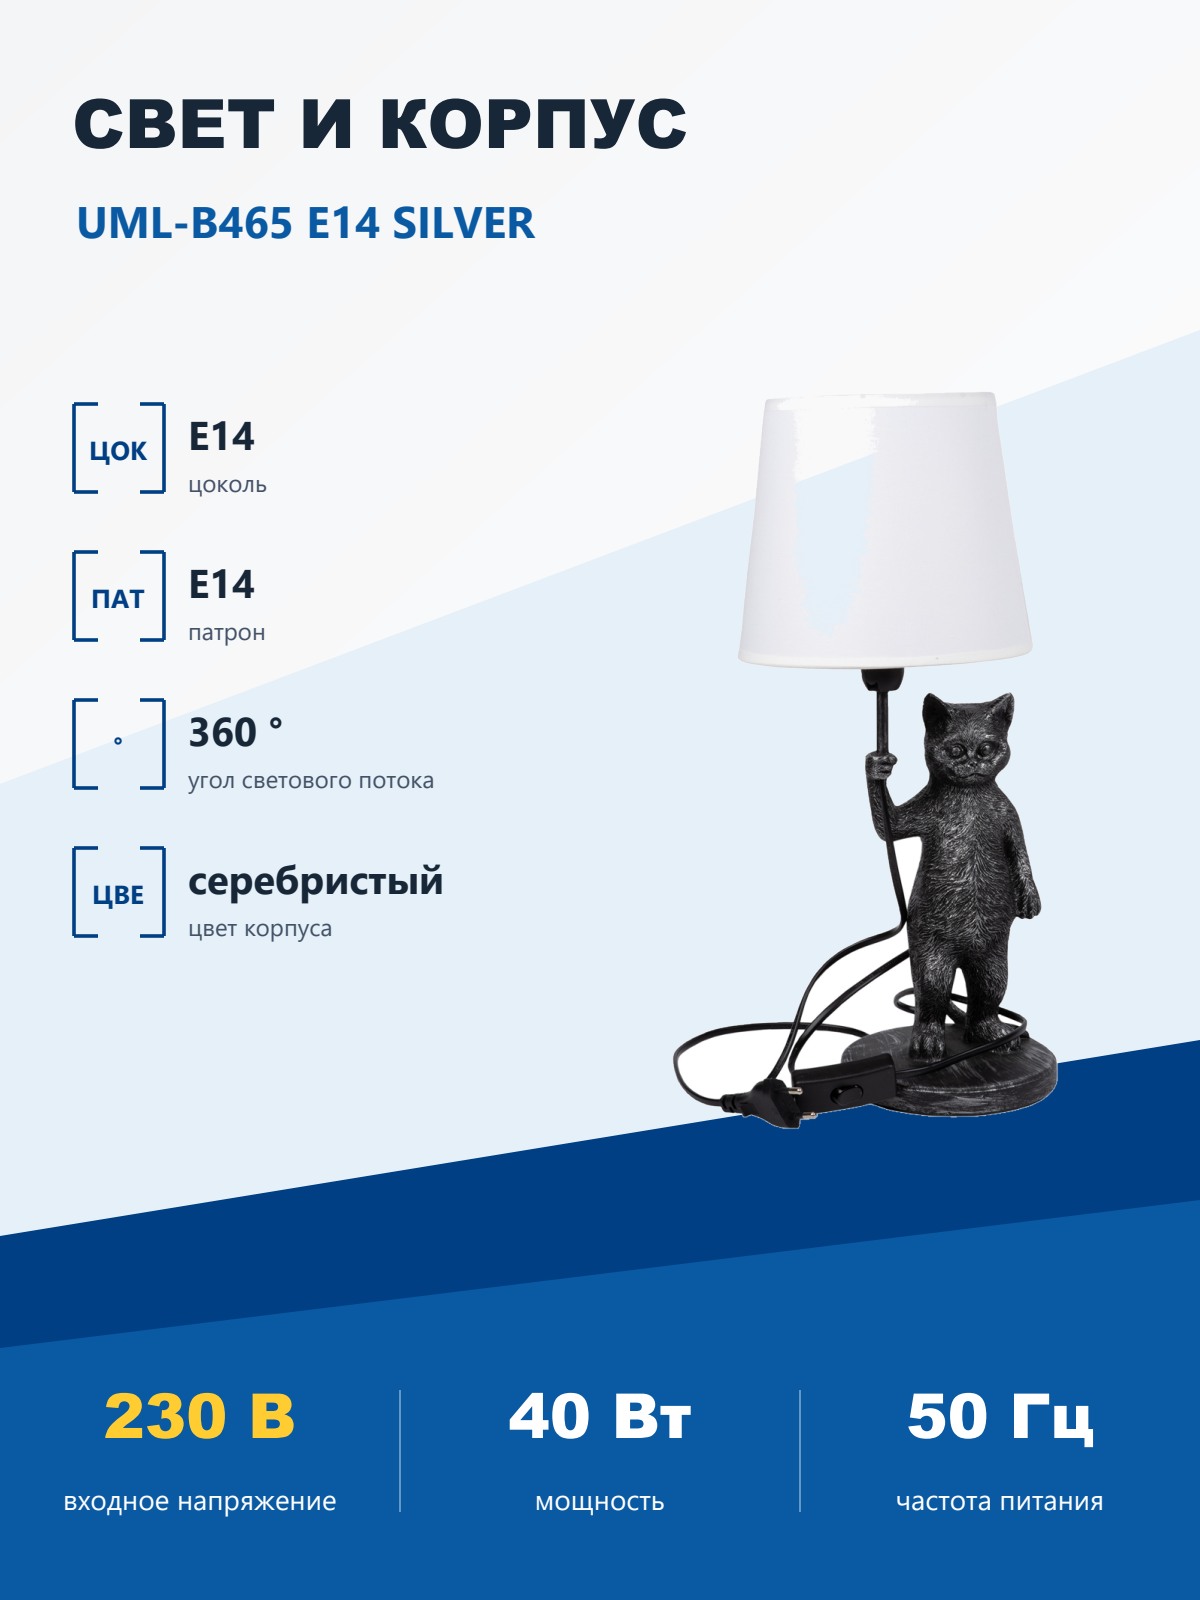 СВЕТ И КОРПУС
UML-B465 E14 SILVER
ЦОК
E14
цоколь
ПАТ
E14
патрон
°
360 °
угол светового потока
ЦВЕ
серебристый
цвет корпуса
230 В
входное напряжение
40 Вт
мощность
50 Гц
частота питания